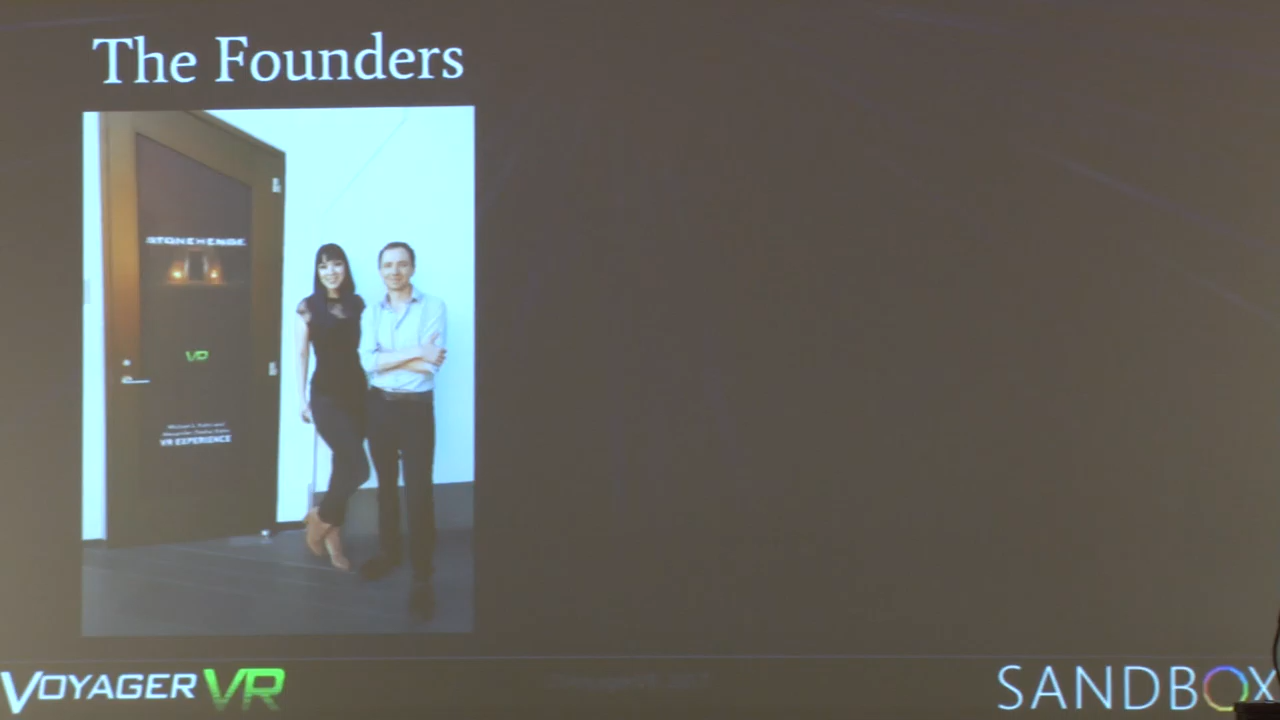 The Founders
STONEHENGE
VR
VR EXPERIENCE
VOYAGER VR
SANDBOX